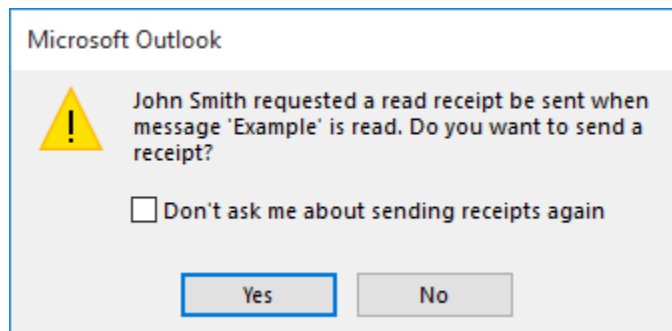 Microsoft Outlook
!
John Smith requested a read receipt be sent when
message 'Example' is read. Do you want to send a
receipt?
Don't ask me about sending receipts again
Yes
No